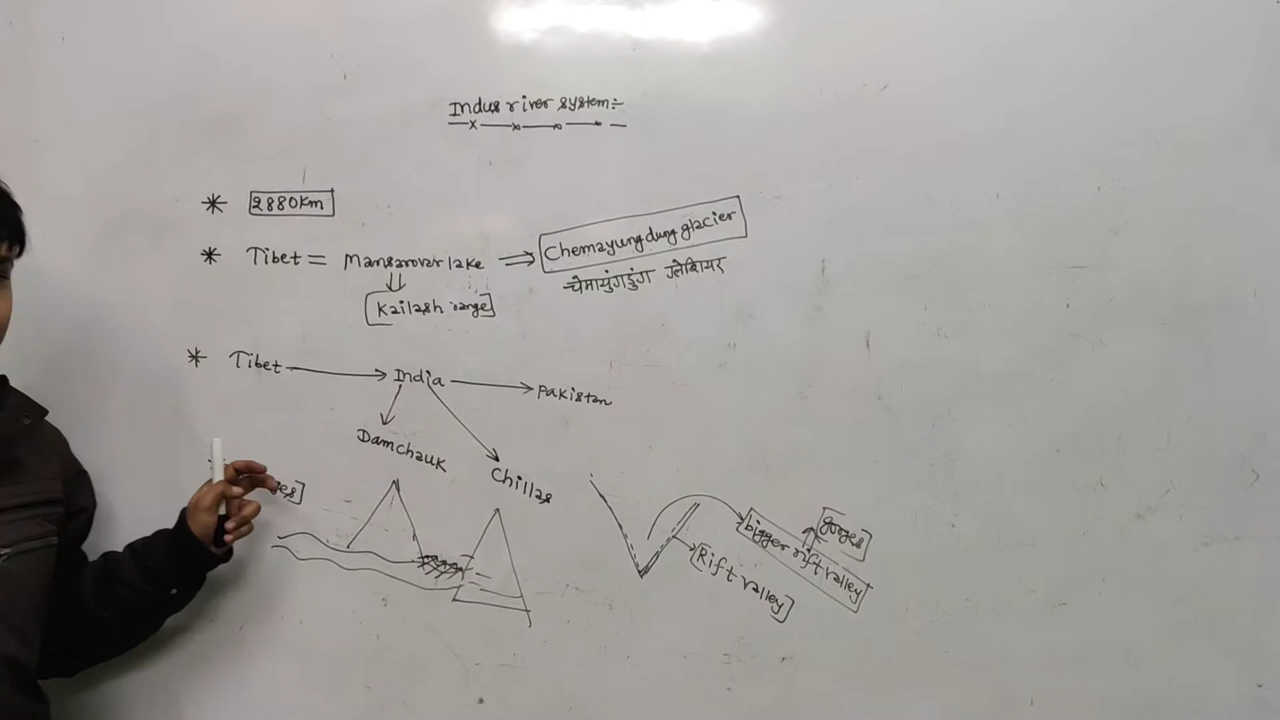 Indus river system:-
* 2880Km
* Tibet = Mansarover lake ⇒ Chemayungdung glacier
चेमायुंगडुंग ग्लेशियर
[Kailash range]
* Tibet → India → Pakistan
Damchauk
Chillas
[gorges]
bigger rift valley
[Rift valley]